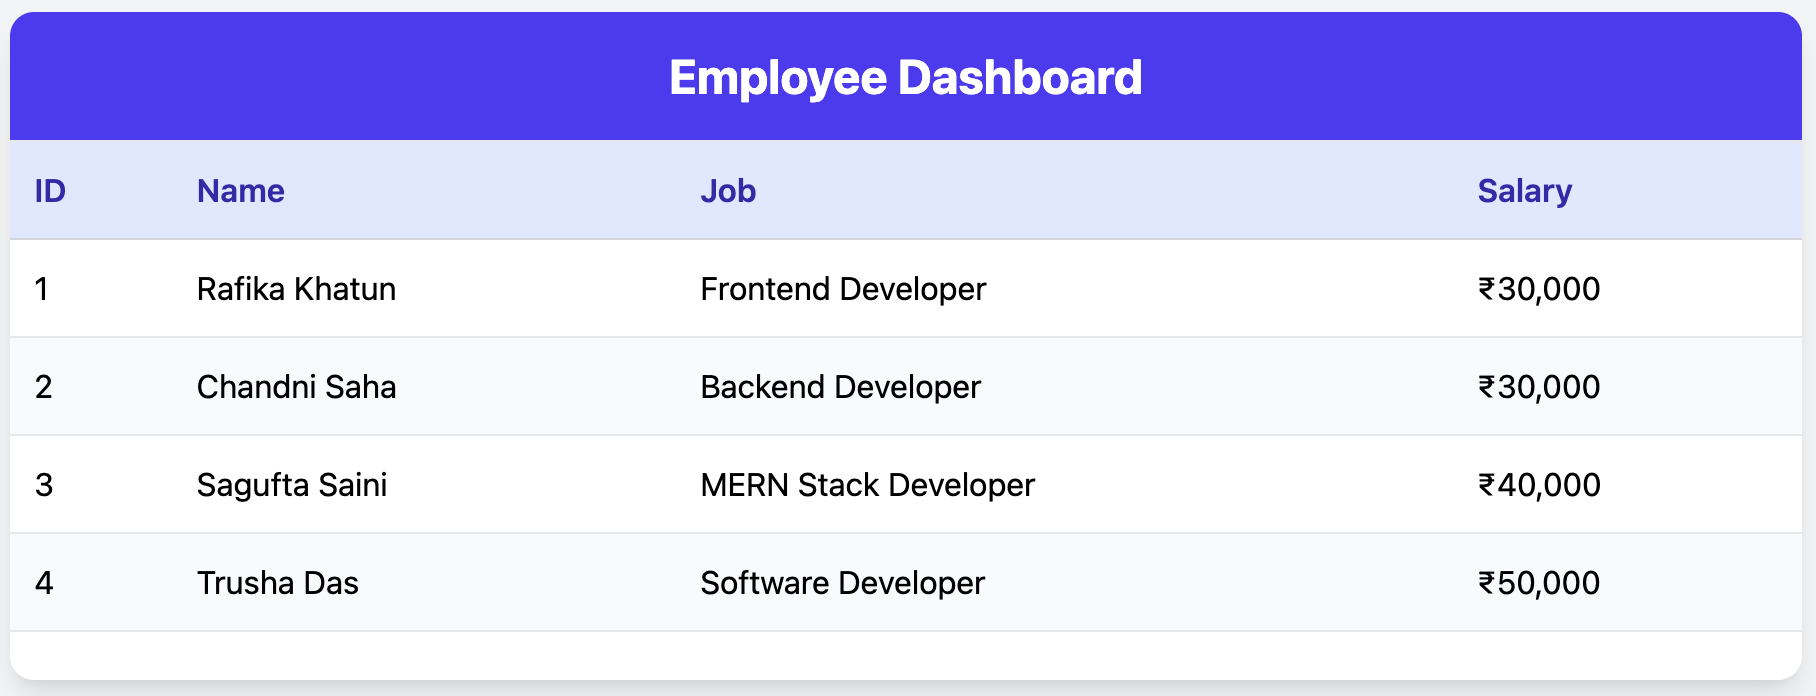 Employee Dashboard
ID Name Job Salary
1 Rafika Khatun Frontend Developer ₹30,000
2 Chandni Saha Backend Developer ₹30,000
3 Sagufta Saini MERN Stack Developer ₹40,000
4 Trusha Das Software Developer ₹50,000